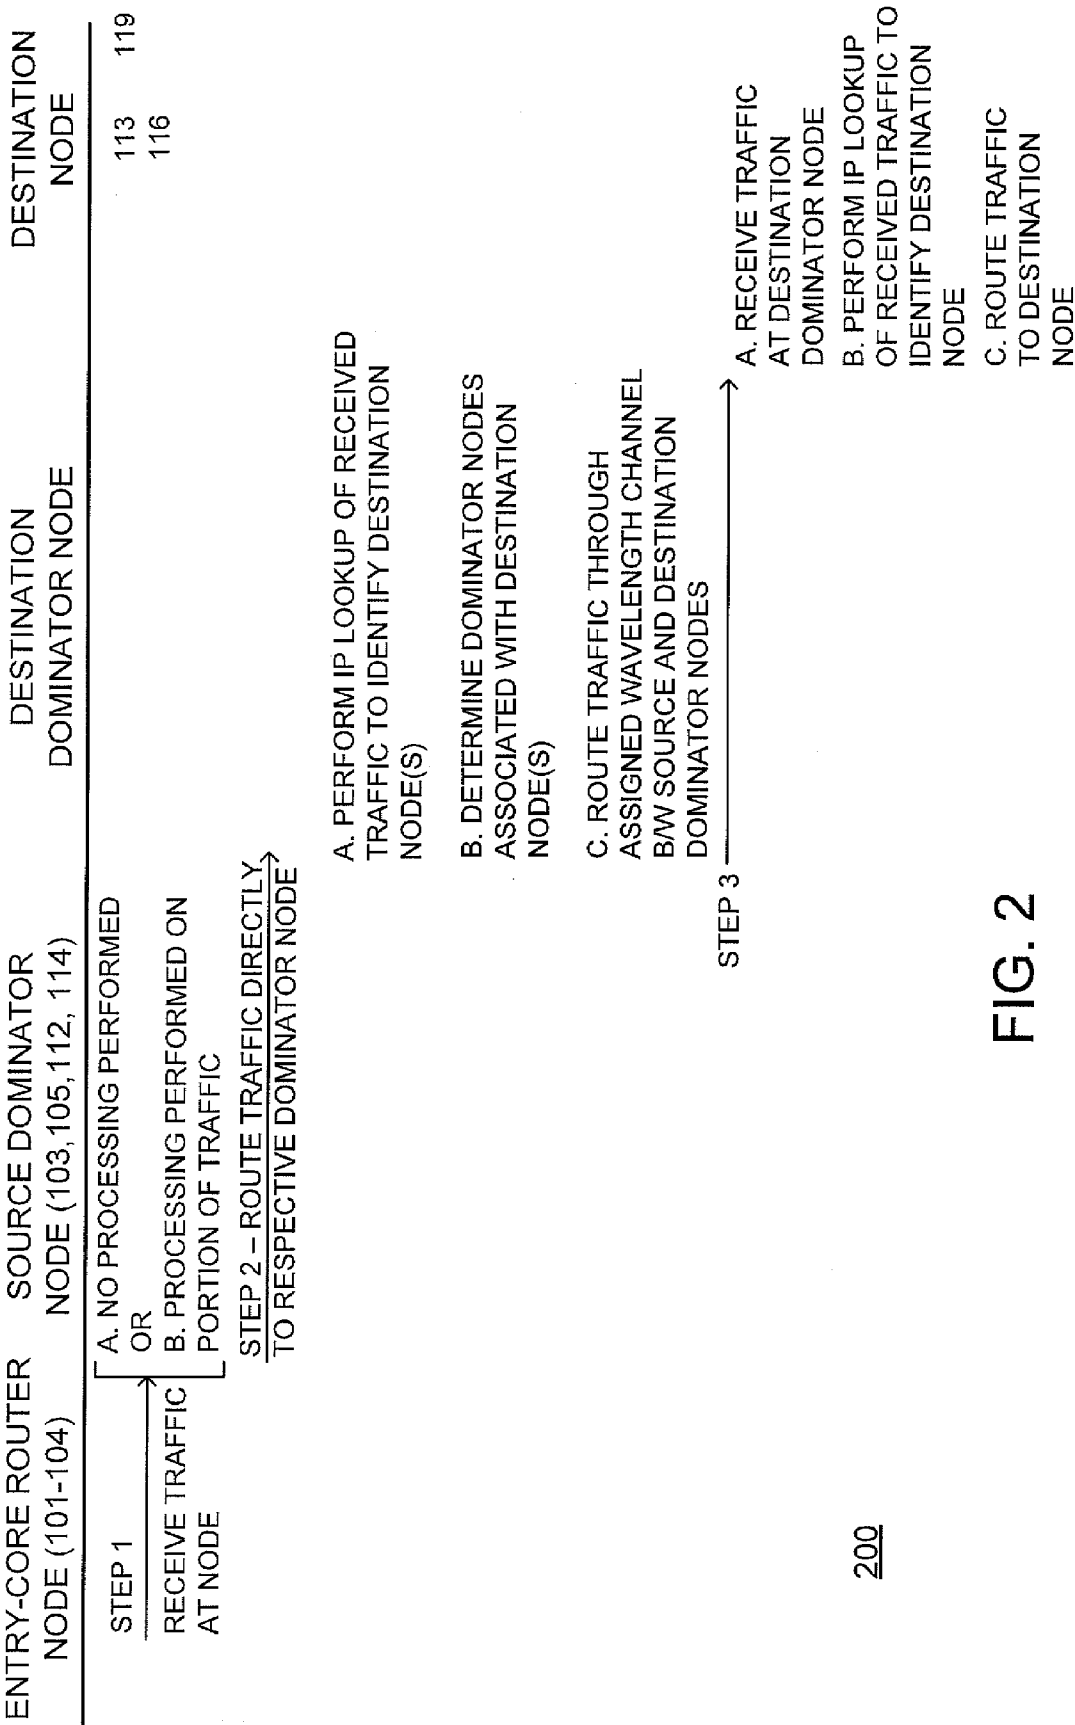 ENTRY-CORE ROUTER
NODE (101-104)
SOURCE DOMINATOR
NODE (103,105,112, 114)
DESTINATION
DOMINATOR NODE
DESTINATION
NODE
STEP 1
RECEIVE TRAFFIC
AT NODE
A. NO PROCESSING PERFORMED
OR
B. PROCESSING PERFORMED ON
PORTION OF TRAFFIC
113 119
116
STEP 2 – ROUTE TRAFFIC DIRECTLY
TO RESPECTIVE DOMINATOR NODE
A. PERFORM IP LOOKUP OF RECEIVED
TRAFFIC TO IDENTIFY DESTINATION
NODE(S)
B. DETERMINE DOMINATOR NODES
ASSOCIATED WITH DESTINATION
NODE(S)
C. ROUTE TRAFFIC THROUGH
ASSIGNED WAVELENGTH CHANNEL
B/W SOURCE AND DESTINATION
DOMINATOR NODES
STEP 3
A. RECEIVE TRAFFIC
AT DESTINATION
DOMINATOR NODE
B. PERFORM IP LOOKUP
OF RECEIVED TRAFFIC TO
IDENTIFY DESTINATION
NODE
C. ROUTE TRAFFIC
TO DESTINATION
NODE
200
FIG. 2